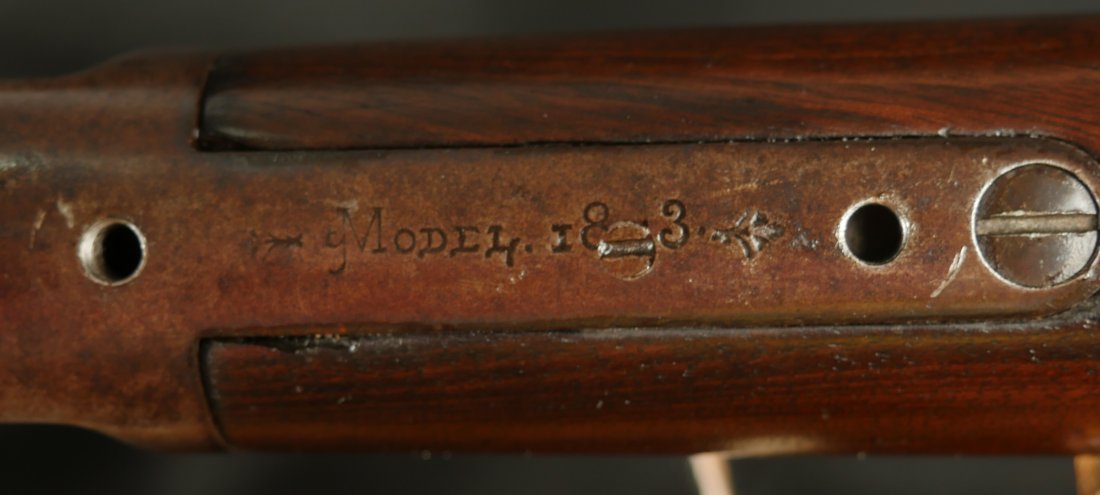 MODEL. 18 3.